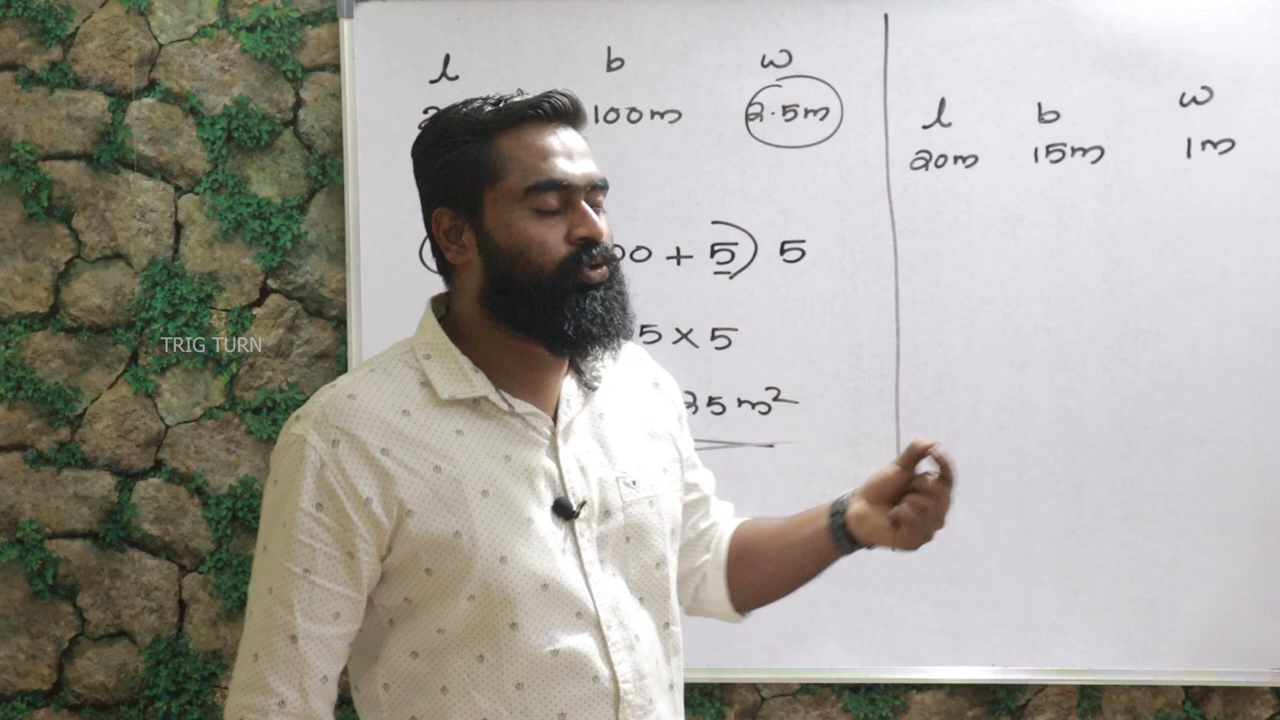 l b w
100m 2.5m
00 + 5) 5
5 × 5
35 m²
l b w
20m 15m 1m
TRIG TURN